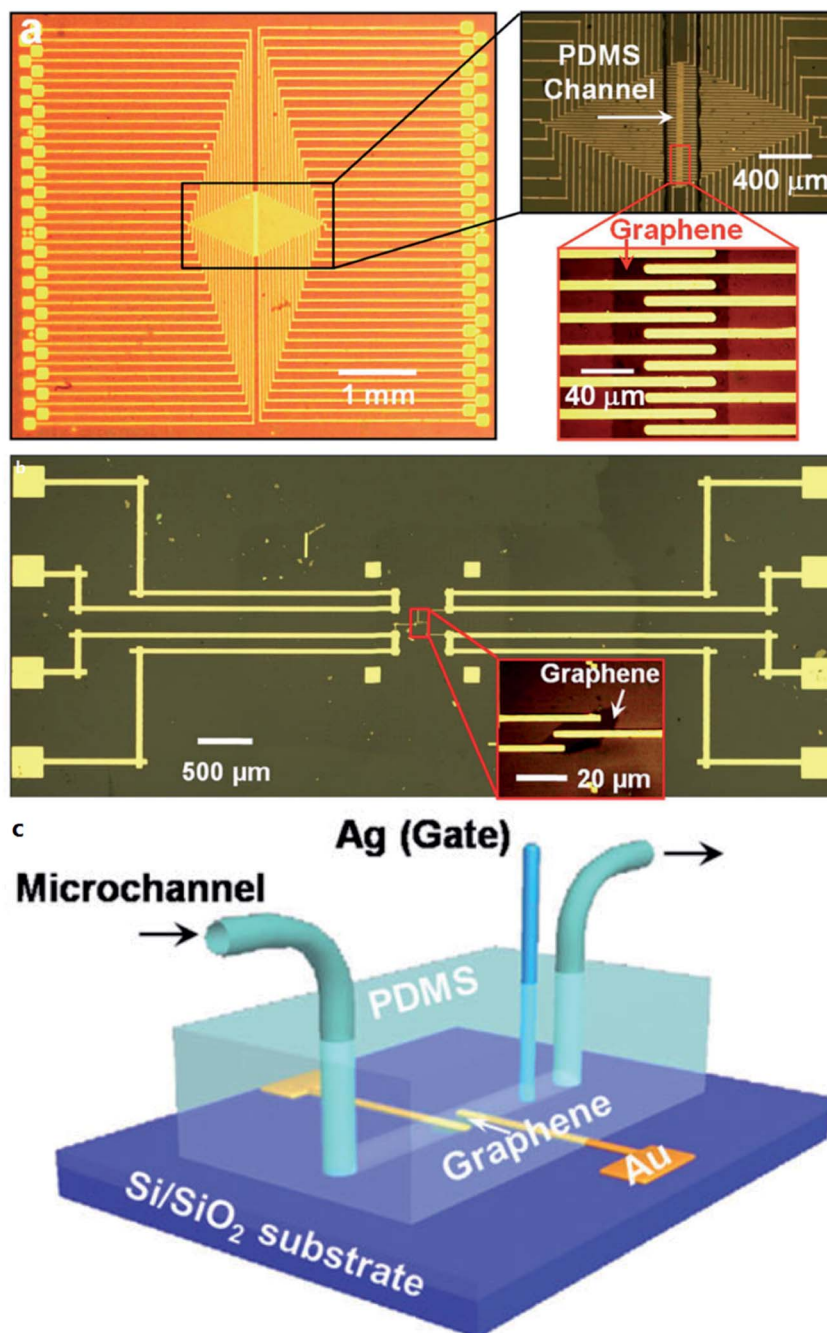 a
PDMS
Channel
400 μm
Graphene
1 mm
40 μm
b
Graphene
500 μm
20 μm
c
Ag (Gate)
Microchannel
PDMS
Graphene
Au
Si/SiO₂ substrate